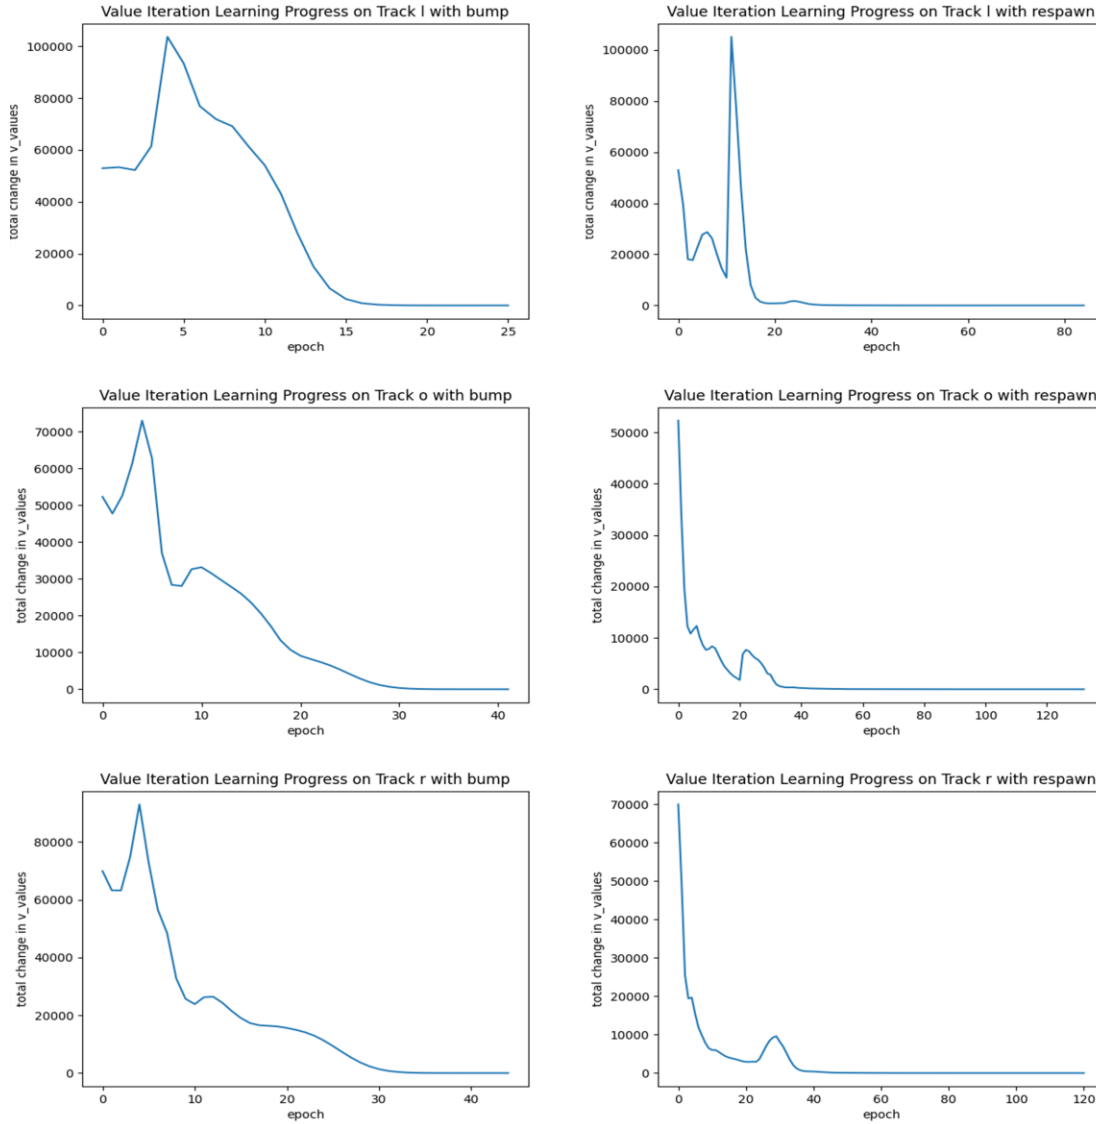 Value Iteration Learning Progress on Track l with bump
total change in v_values
100000
80000
60000
40000
20000
0
0 5 10 15 20 25
epoch
Value Iteration Learning Progress on Track l with respawn
total change in v_values
100000
80000
60000
40000
20000
0
0 20 40 60 80
epoch
Value Iteration Learning Progress on Track o with bump
total change in v_values
70000
60000
50000
40000
30000
20000
10000
0
0 10 20 30 40
epoch
Value Iteration Learning Progress on Track o with respawn
total change in v_values
50000
40000
30000
20000
10000
0
0 20 40 60 80 100 120
epoch
Value Iteration Learning Progress on Track r with bump
total change in v_values
80000
60000
40000
20000
0
0 10 20 30 40
epoch
Value Iteration Learning Progress on Track r with respawn
total change in v_values
70000
60000
50000
40000
30000
20000
10000
0
0 20 40 60 80 100 120
epoch